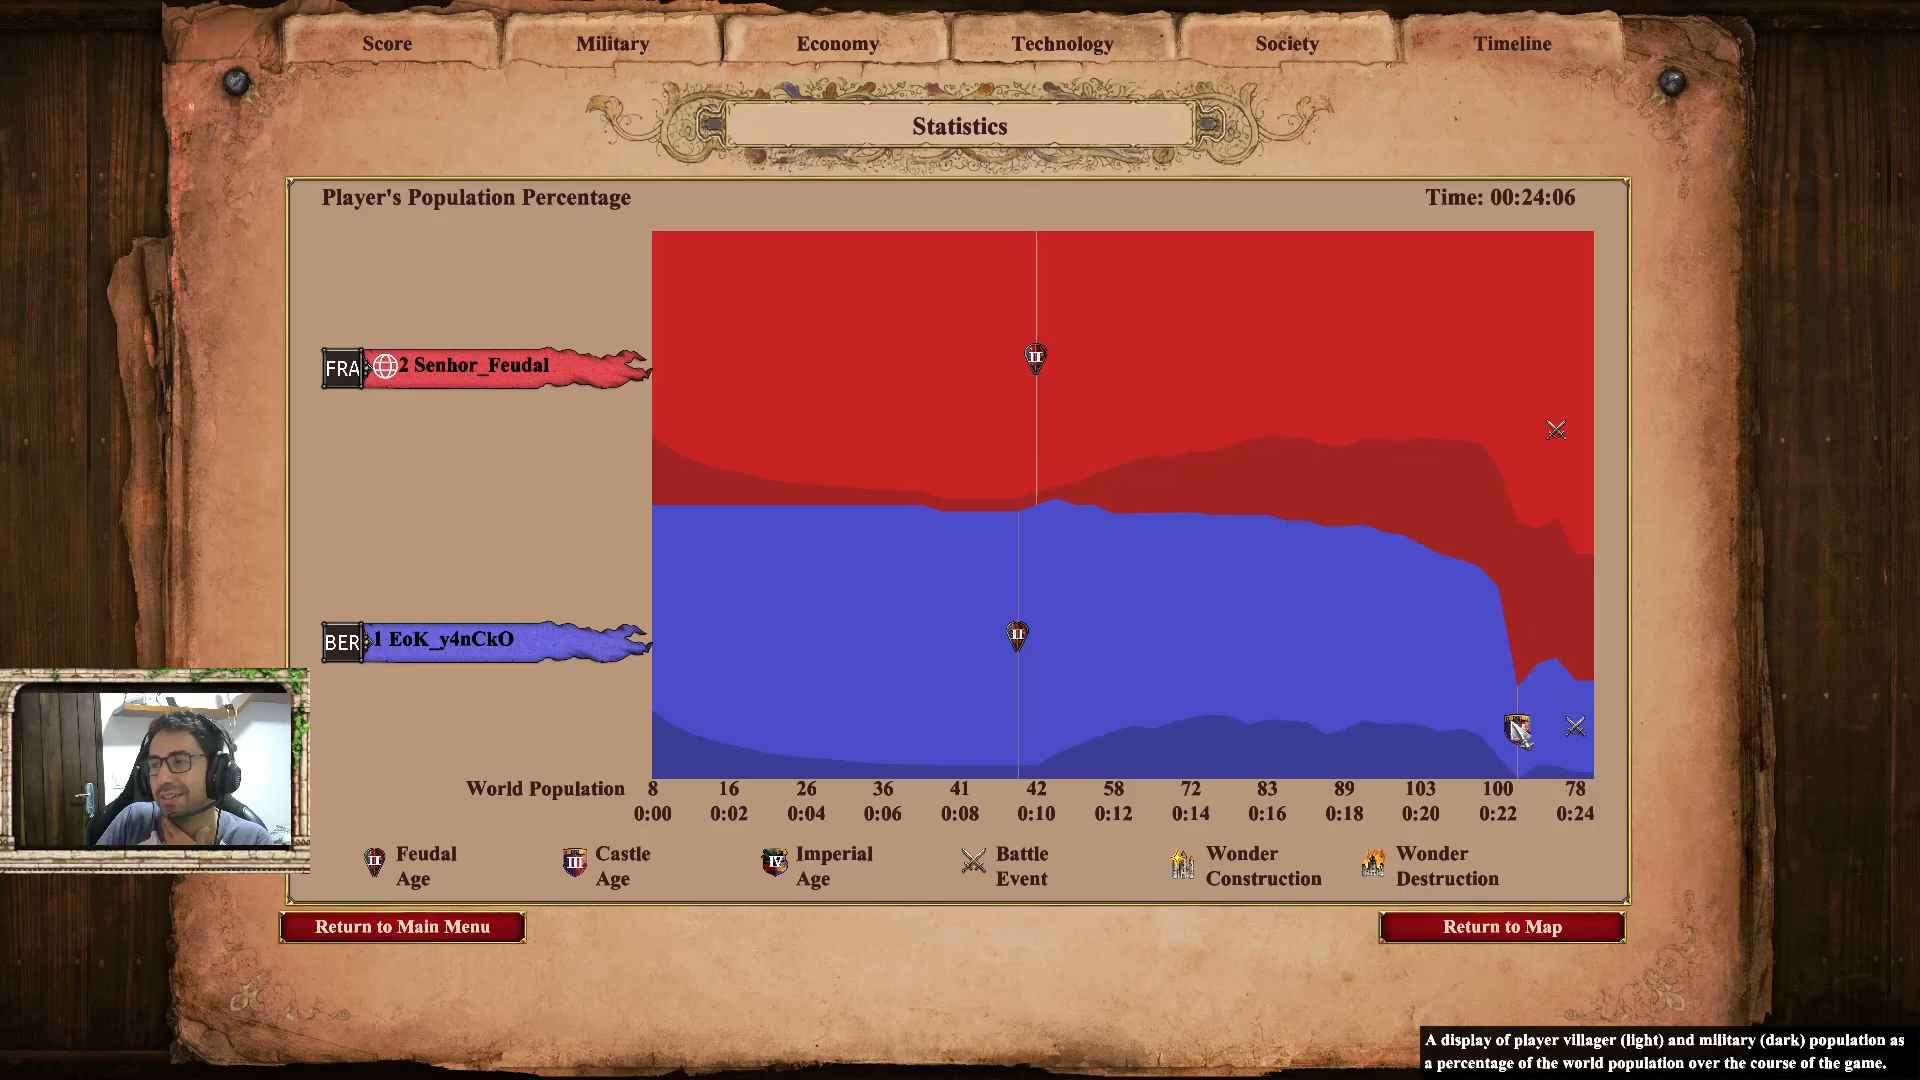 Score Military Economy Technology Society Timeline
Statistics
Player's Population Percentage
Time: 00:24:06
FRA 2 Senhor_Feudal
BER 1 EoK_y4nCkO
World Population 8 16 26 36 41 42 58 72 83 89 103 100 78
0:00 0:02 0:04 0:06 0:08 0:10 0:12 0:14 0:16 0:18 0:20 0:22 0:24
II Feudal Age
III Castle Age
IV Imperial Age
Battle Event
Wonder Construction
Wonder Destruction
Return to Main Menu
Return to Map
A display of player villager (light) and military (dark) population as
a percentage of the world population over the course of the game.